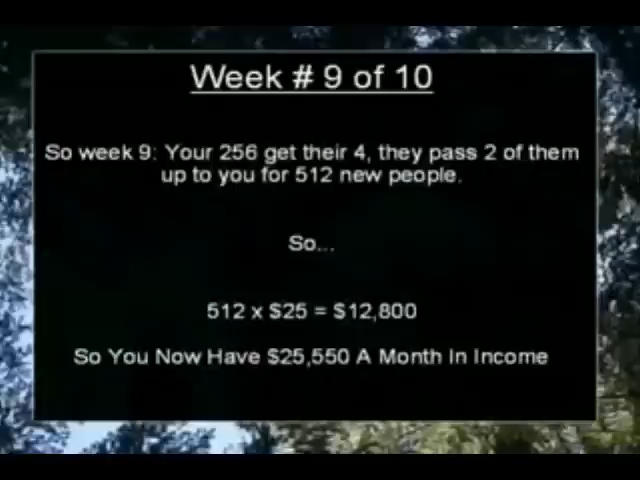 Week # 9 of 10
So week 9: Your 256 get their 4, they pass 2 of them
up to you for 512 new people.
So...
512 x $25 = $12,800
So You Now Have $25,550 A Month In Income